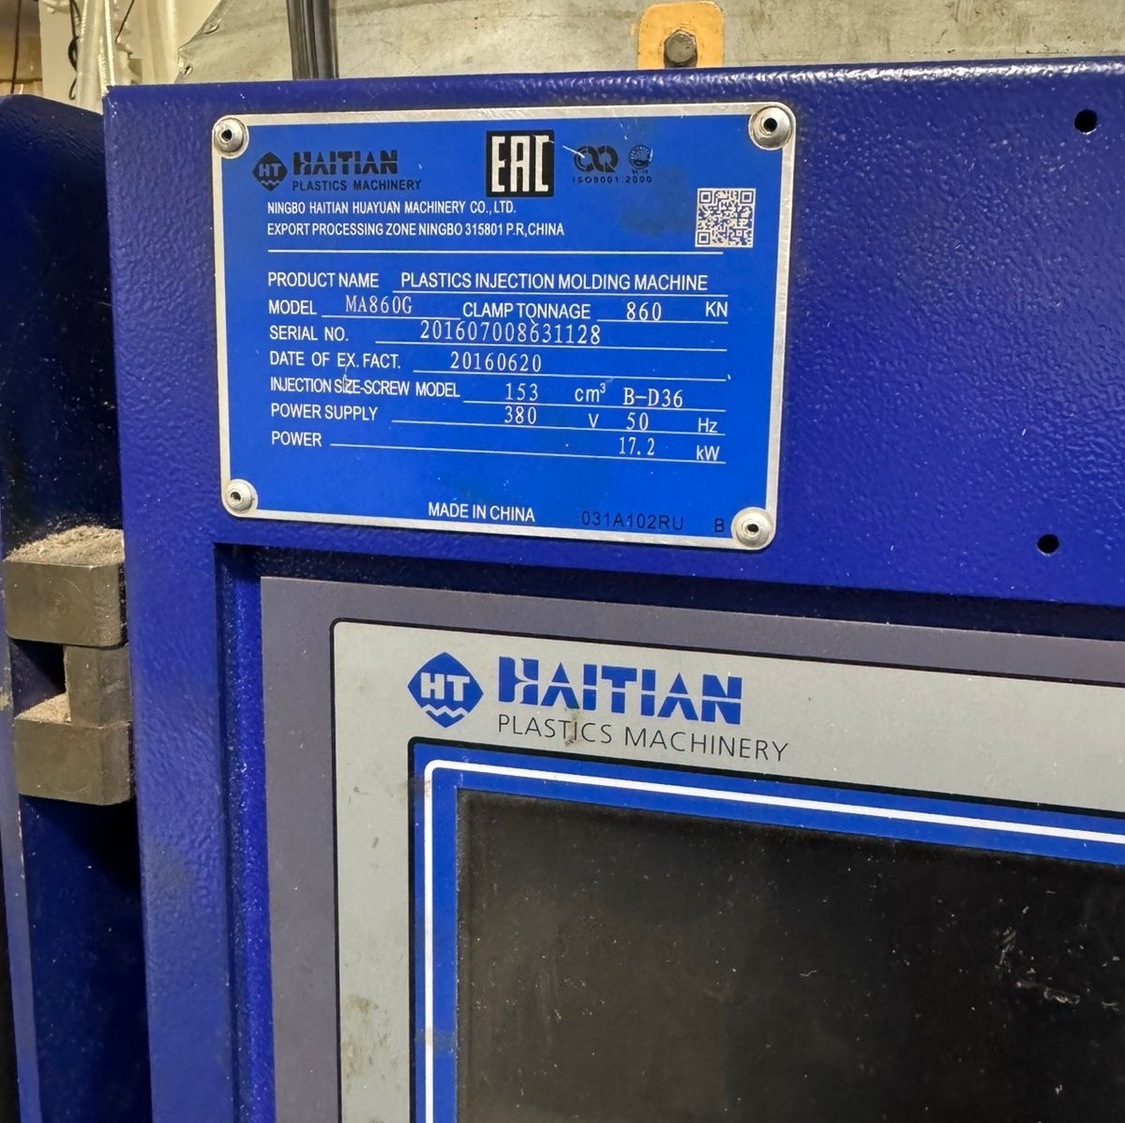 HT HAITIAN
PLASTICS MACHINERY
EAC
ISO9001:2000
NINGBO HAITIAN HUAYUAN MACHINERY CO.,LTD.
EXPORT PROCESSING ZONE NINGBO 315801 P.R,CHINA
PRODUCT NAME PLASTICS INJECTION MOLDING MACHINE
MODEL MA860G CLAMP TONNAGE 860 KN
SERIAL NO. 201607008631128
DATE OF EX. FACT. 20160620
INJECTION SIZE-SCREW MODEL 153 cm³ B-D36
POWER SUPPLY 380 V 50 Hz
POWER 17.2 kW
MADE IN CHINA 031A102RU B
HT HAITIAN
PLASTICS MACHINERY